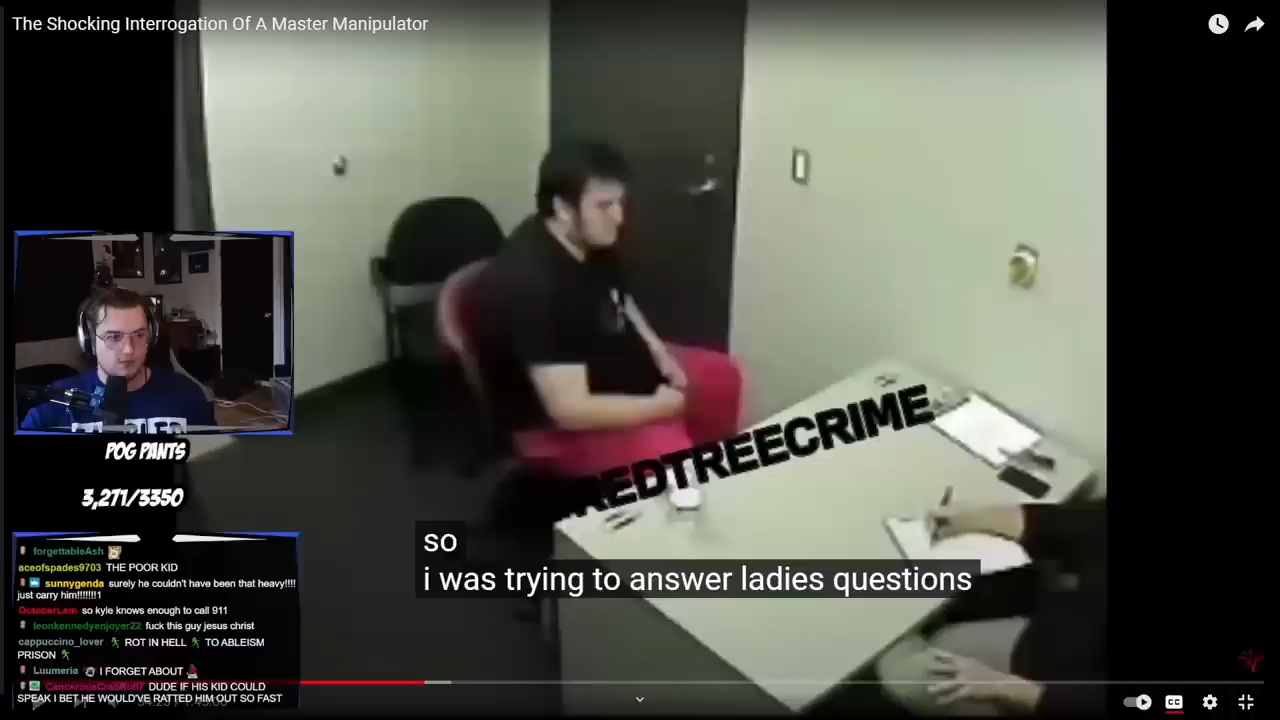 The Shocking Interrogation Of A Master Manipulator
REDTREECRIME
POG PANTS
3,271/3350
so
i was trying to answer ladies questions
forgettableAsh
aceofspades9703 THE POOR KID
sunnygenda surely he couldn't have been that heavy!!!!
just carry him!!!!!!!1
OctoberLem so kyle knows enough to call 911
leonkennedyenjoyer22 fuck this guy jesus christ
cappuccino_lover ROT IN HELL TO ABLEISM
PRISON
Luumeria I FORGET ABOUT
DUDE IF HIS KID COULD
SPEAK I BET HE WOULD'VE RATTED HIM OUT SO FAST
CC